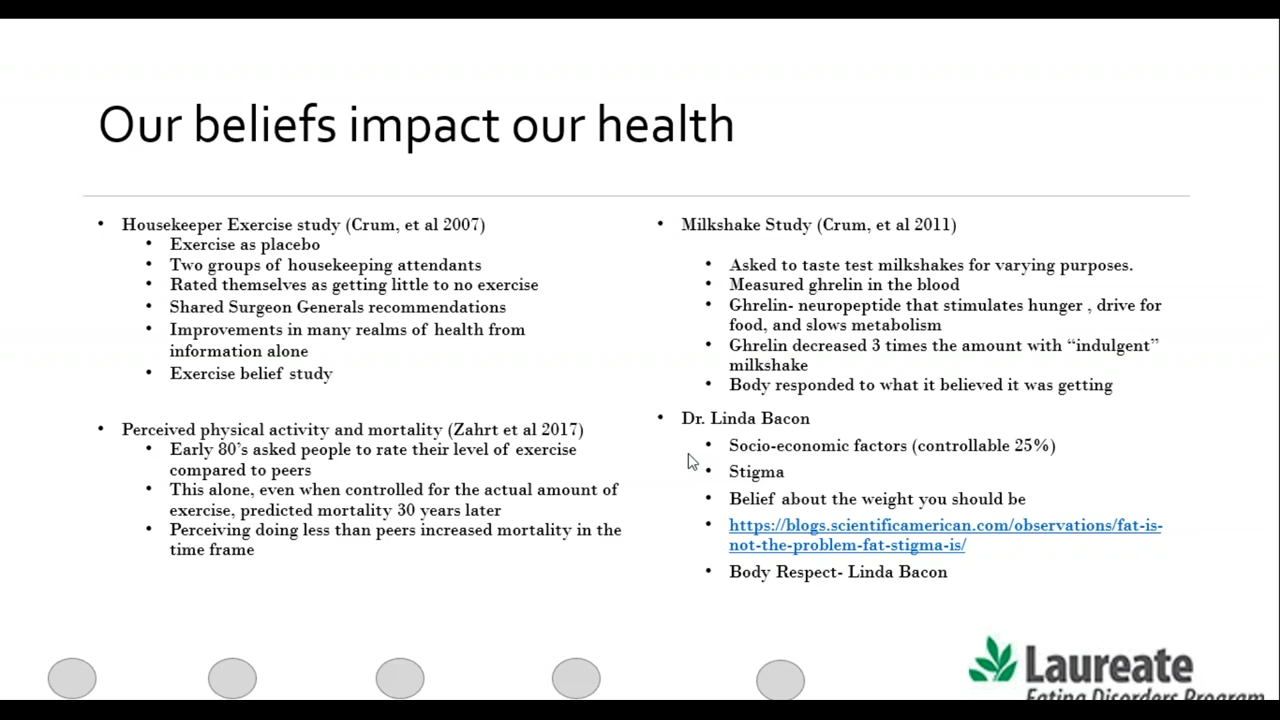 Our beliefs impact our health
• Housekeeper Exercise study (Crum, et al 2007)
• Exercise as placebo
• Two groups of housekeeping attendants
• Rated themselves as getting little to no exercise
• Shared Surgeon Generals recommendations
• Improvements in many realms of health from
information alone
• Exercise belief study
• Perceived physical activity and mortality (Zahrt et al 2017)
• Early 80’s asked people to rate their level of exercise
compared to peers
• This alone, even when controlled for the actual amount of
exercise, predicted mortality 30 years later
• Perceiving doing less than peers increased mortality in the
time frame
• Milkshake Study (Crum, et al 2011)
• Asked to taste test milkshakes for varying purposes.
• Measured ghrelin in the blood
• Ghrelin- neuropeptide that stimulates hunger , drive for
food, and slows metabolism
• Ghrelin decreased 3 times the amount with “indulgent”
milkshake
• Body responded to what it believed it was getting
• Dr. Linda Bacon
• Socio-economic factors (controllable 25%)
• Stigma
• Belief about the weight you should be
• https://blogs.scientificamerican.com/observations/fat-is-
not-the-problem-fat-stigma-is/
• Body Respect- Linda Bacon
Laureate
Eating Disorders Program